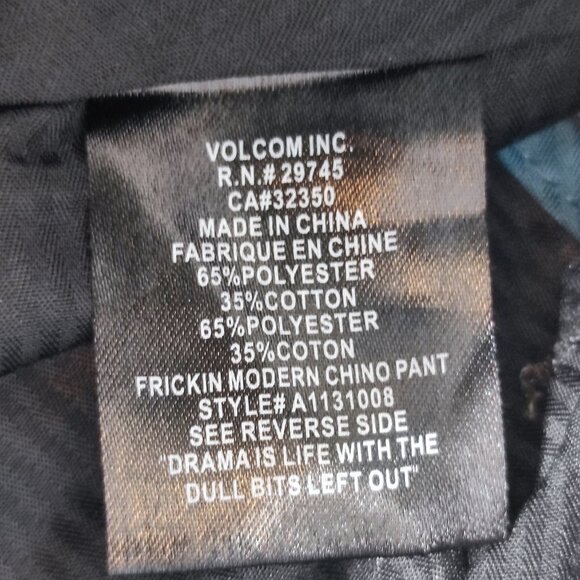 VOLCOM INC.
R.N.# 29745
CA#32350
MADE IN CHINA
FABRIQUE EN CHINE
65%POLYESTER
35%COTTON
65%POLYESTER
35%COTON
FRICKIN MODERN CHINO PANT
STYLE# A1131008
SEE REVERSE SIDE
"DRAMA IS LIFE WITH THE
DULL BITS LEFT OUT"